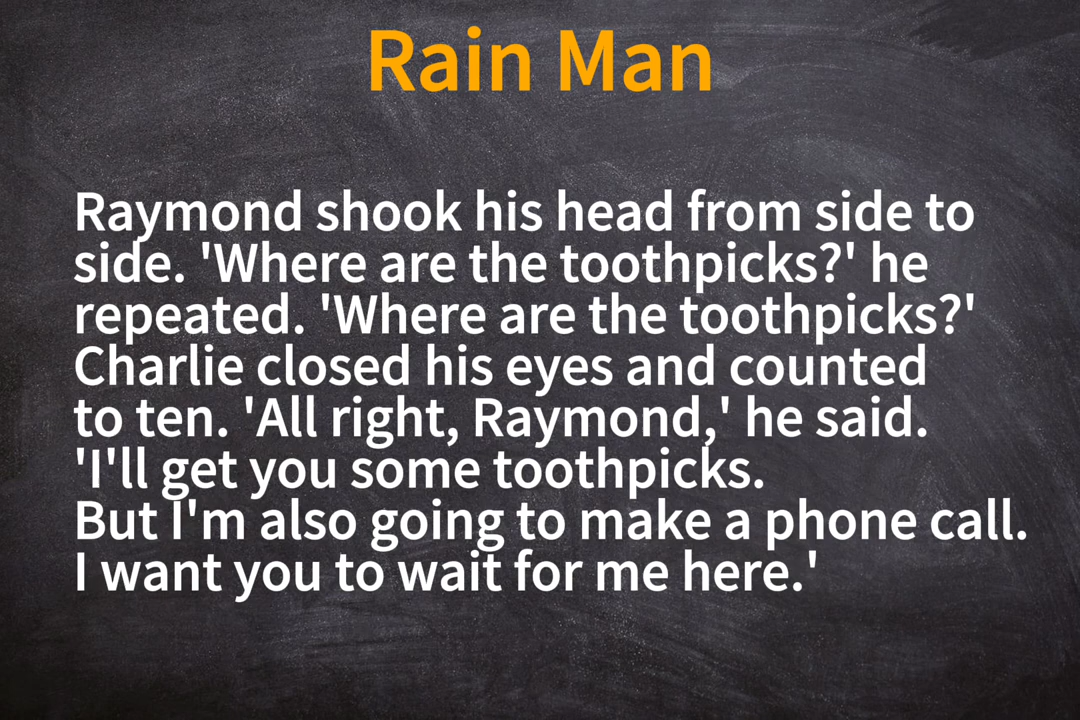 Rain Man
Raymond shook his head from side to
side. 'Where are the toothpicks?' he
repeated. 'Where are the toothpicks?'
Charlie closed his eyes and counted
to ten. 'All right, Raymond,' he said.
'I'll get you some toothpicks.
But I'm also going to make a phone call.
I want you to wait for me here.'